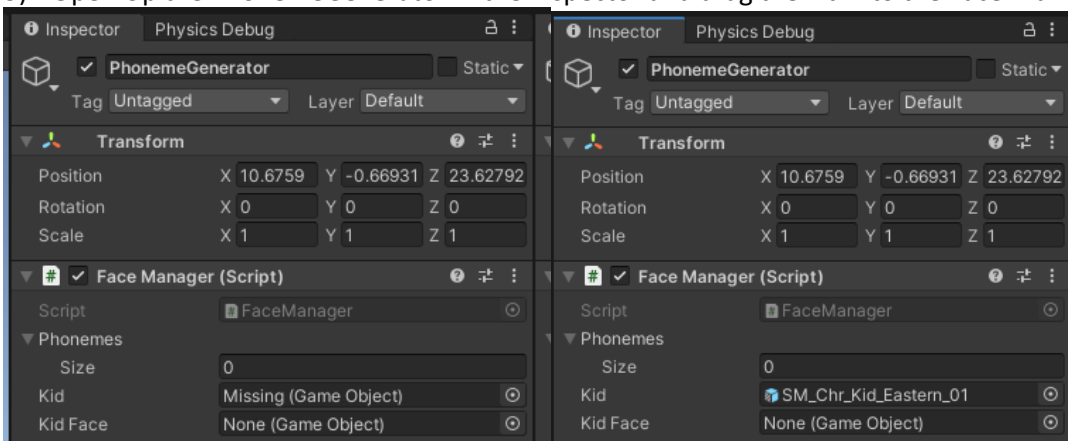 Inspector Physics Debug
PhonemeGenerator Static
Tag Untagged Layer Default
Transform
Position X 10.6759 Y -0.66931 Z 23.62792
Rotation X 0 Y 0 Z 0
Scale X 1 Y 1 Z 1
# Face Manager (Script)
Script # FaceManager
Phonemes
Size 0
Kid Missing (Game Object)
Kid Face None (Game Object)
Inspector Physics Debug
PhonemeGenerator Static
Tag Untagged Layer Default
Transform
Position X 10.6759 Y -0.66931 Z 23.62792
Rotation X 0 Y 0 Z 0
Scale X 1 Y 1 Z 1
# Face Manager (Script)
Script # FaceManager
Phonemes
Size 0
Kid SM_Chr_Kid_Eastern_01
Kid Face None (Game Object)